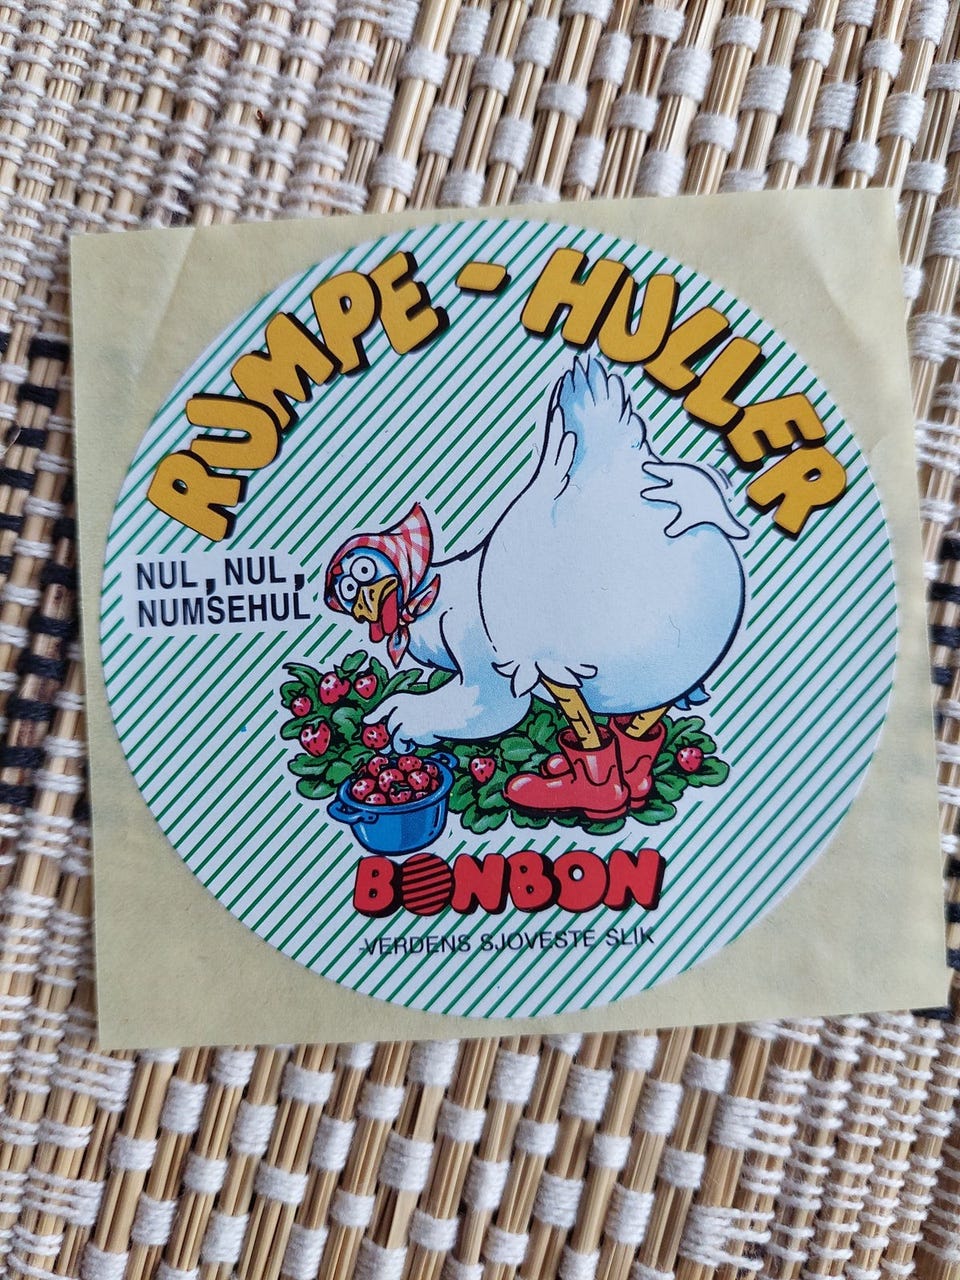 RUMPE-HULLER
NUL, NUL,
NUMSEHUL
BONBON
-VERDENS SJOVESTE SLIK